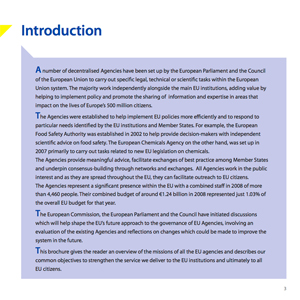 Introduction
A number of decentralised Agencies have been set up by the European Parliament and the Council
of the European Union to carry out specific legal, technical or scientific tasks within the European
Union system. The majority work independently alongside the main EU institutions, adding value by
helping to implement policy and promote the sharing of information and expertise in areas that
impact on the lives of Europe's 500 million citizens.
The Agencies were established to help implement EU policies more efficiently and to respond to
particular needs identified by the EU institutions and Member States. For example, the European
Food Safety Authority was established in 2002 to help provide decision-makers with independent
scientific advice on food safety. The European Chemicals Agency on the other hand, was set up in
2007 primarily to carry out tasks related to new EU legislation on chemicals.
The Agencies provide meaningful advice, facilitate exchanges of best practice among Member States
and underpin consensus-building through networks and exchanges. All Agencies work in the public
interest and as they are spread throughout the EU, they can facilitate outreach to EU citizens.
The Agencies represent a significant presence within the EU with a combined staff in 2008 of more
than 4,460 people. Their combined budget of around €1.24 billion in 2008 represented just 1.03% of
the overall EU budget for that year.
The European Commission, the European Parliament and the Council have initiated discussions
which will help shape the EU's future approach to the governance of EU Agencies, involving an
evaluation of the existing Agencies and reflections on changes which could be made to improve the
system in the future.
This brochure gives the reader an overview of the missions of all the EU agencies and describes our
common objectives to strengthen the service we deliver to the EU institutions and ultimately to all
EU citizens.
3